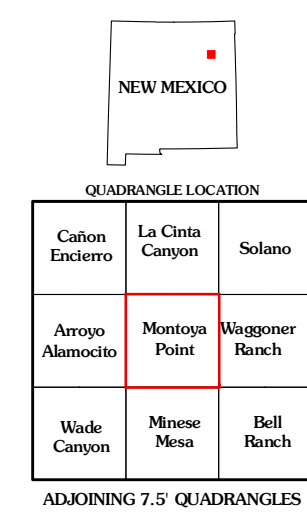 NEW MEXICO
QUADRANGLE LOCATION
Cañon
Encierro
La Cinta
Canyon
Solano
Arroyo
Alamocito
Montoya
Point
Waggoner
Ranch
Wade
Canyon
Minese
Mesa
Bell
Ranch
ADJOINING 7.5' QUADRANGLES